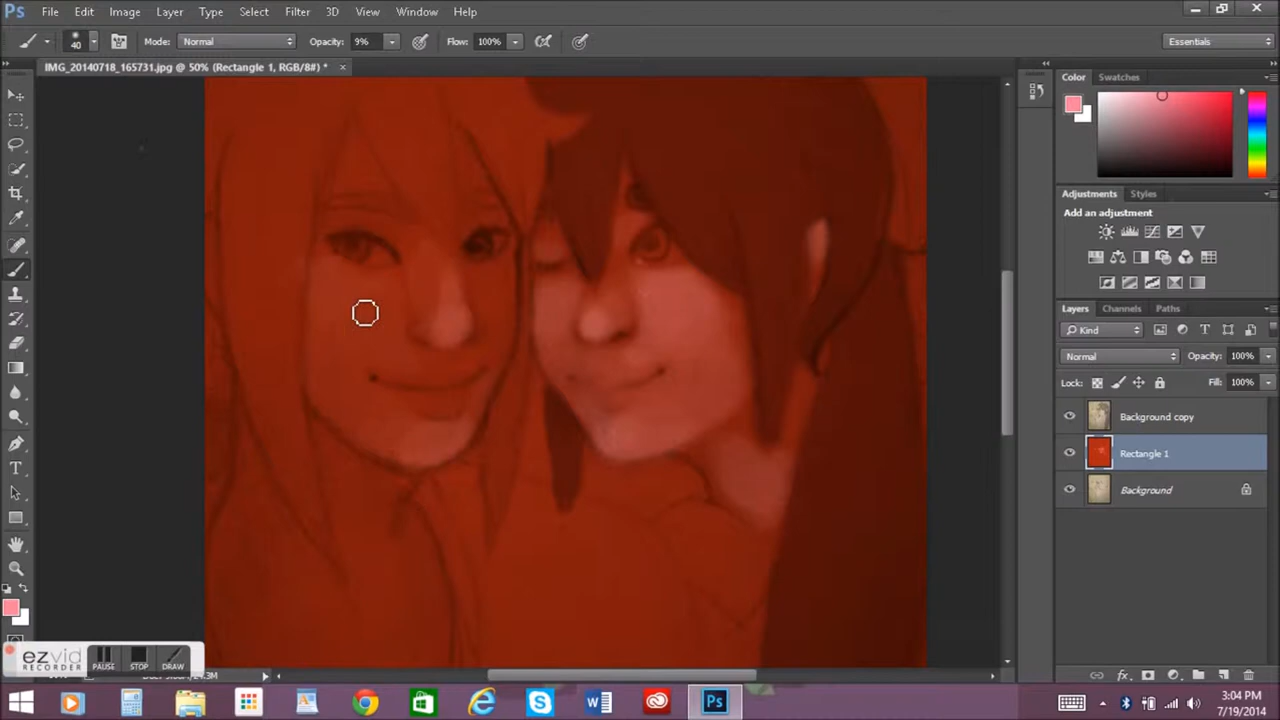 Ps File Edit Image Layer Type Select Filter 3D View Window Help
40 Mode: Normal Opacity: 9% Flow: 100% Essentials
IMG_20140718_165731.jpg @ 50% (Rectangle 1, RGB/8#) *
Color Swatches
Adjustments Styles
Add an adjustment
Layers Channels Paths
Kind
Normal Opacity: 100%
Lock: Fill: 100%
Background copy
Rectangle 1
Background
ezvid
RECORDER
PAUSE STOP DRAW
3:04 PM
7/19/2014